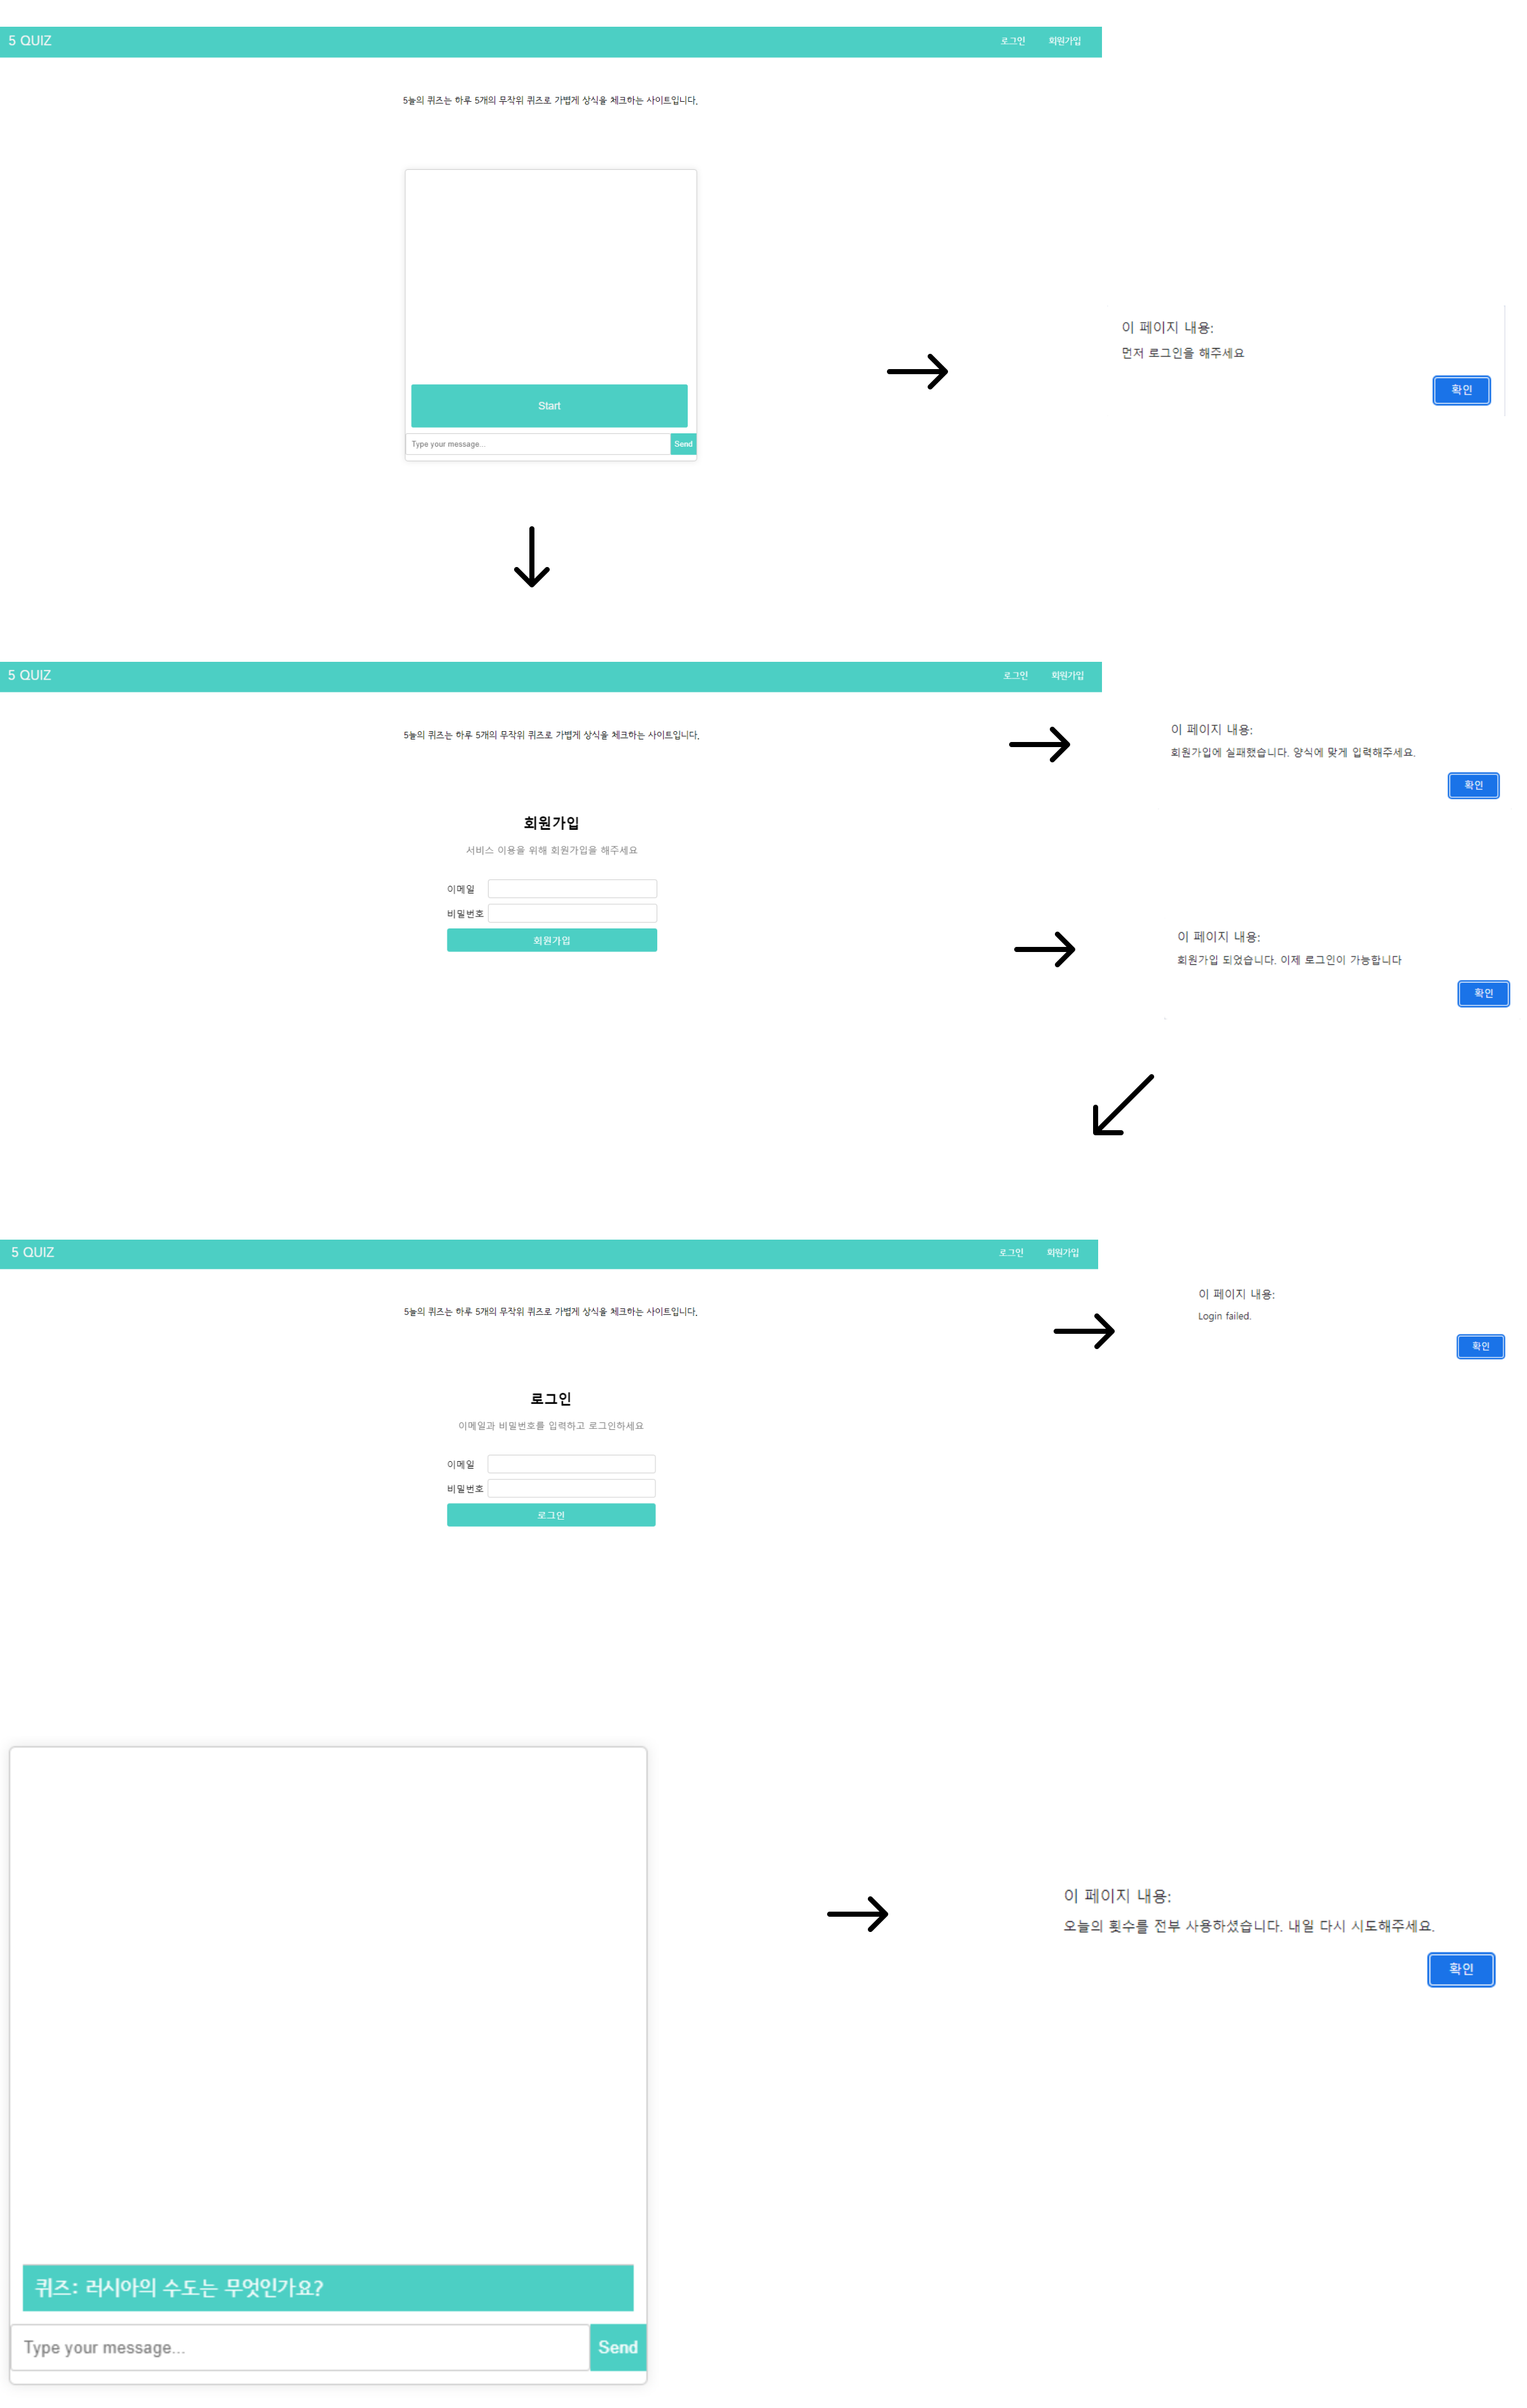 5 QUIZ
로그인 회원가입
5늘의 퀴즈는 하루 5개의 무작위 퀴즈로 가볍게 상식을 체크하는 사이트입니다.
이 페이지 내용:
먼저 로그인을 해주세요
확인
Start
Type your message...
Send
5 QUIZ
로그인 회원가입
5늘의 퀴즈는 하루 5개의 무작위 퀴즈로 가볍게 상식을 체크하는 사이트입니다.
이 페이지 내용:
회원가입에 실패했습니다. 양식에 맞게 입력해주세요.
확인
회원가입
서비스 이용을 위해 회원가입을 해주세요
이메일
비밀번호
회원가입
이 페이지 내용:
회원가입 되었습니다. 이제 로그인이 가능합니다
확인
5 QUIZ
로그인 회원가입
5늘의 퀴즈는 하루 5개의 무작위 퀴즈로 가볍게 상식을 체크하는 사이트입니다.
이 페이지 내용:
Login failed.
확인
로그인
이메일과 비밀번호를 입력하고 로그인하세요
이메일
비밀번호
로그인
이 페이지 내용:
오늘의 횟수를 전부 사용하셨습니다. 내일 다시 시도해주세요.
확인
퀴즈: 러시아의 수도는 무엇인가요?
Type your message...
Send